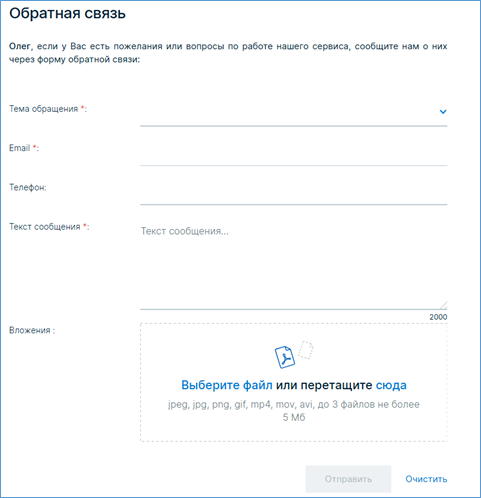 Обратная связь
Олег, если у Вас есть пожелания или вопросы по работе нашего сервиса, сообщите нам о них
через форму обратной связи:
Тема обращения *:
Email *:
Телефон:
Текст сообщения *:
Текст сообщения...
2000
Вложения :
Выберите файл или перетащите сюда
jpeg, jpg, png, gif, mp4, mov, avi, до 3 файлов не более
5 Мб
Отправить
Очистить